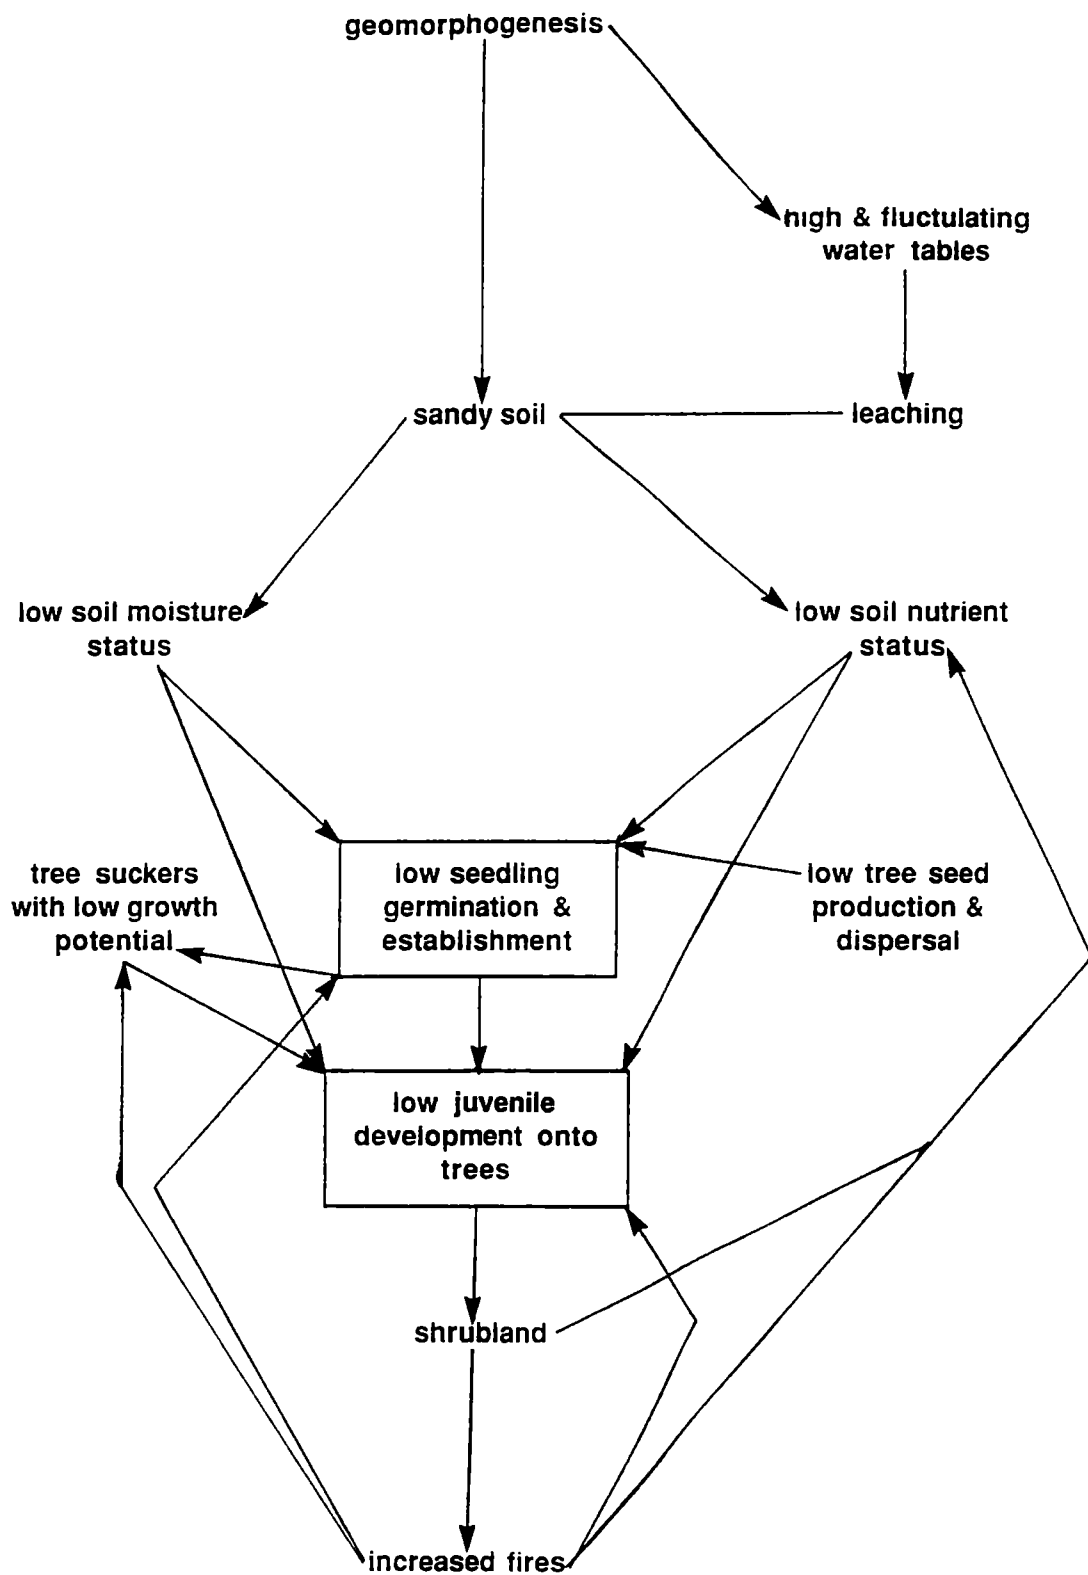 geomorphogenesis
high & fluctulating
water tables
sandy soil
leaching
low soil moisture
status
low soil nutrient
status
tree suckers
with low growth
potential
low seedling
germination &
establishment
low tree seed
production &
dispersal
low juvenile
development onto
trees
shrubland
increased fires